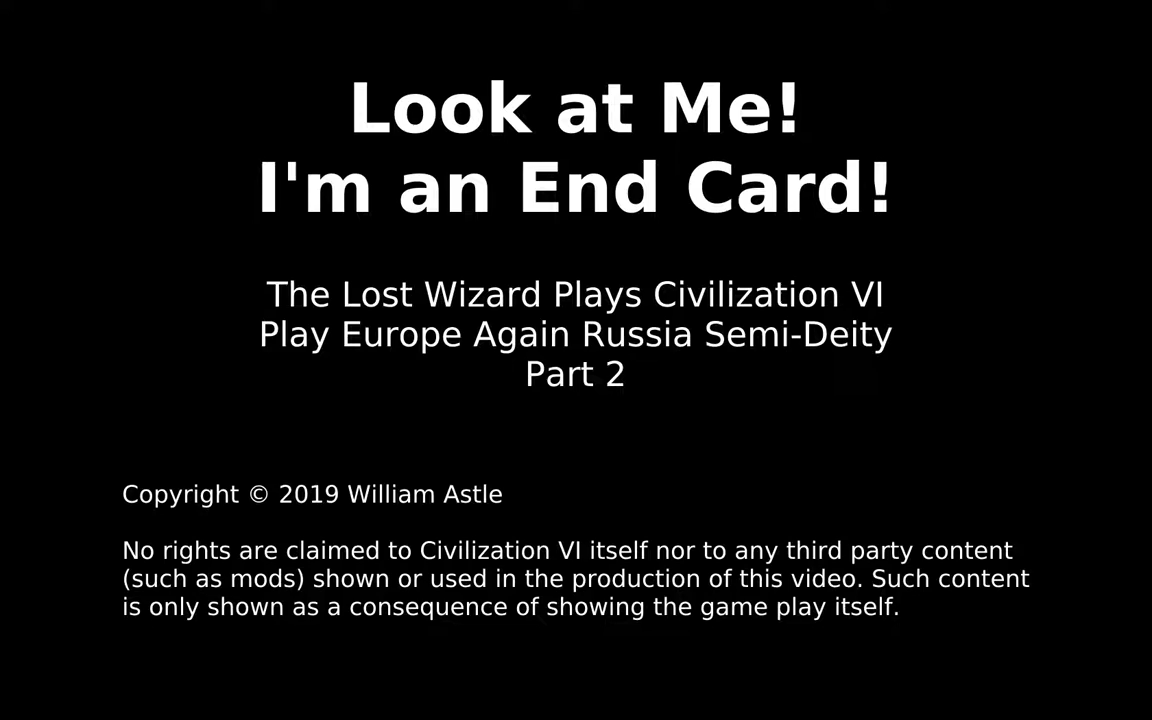 Look at Me!
I'm an End Card!
The Lost Wizard Plays Civilization VI
Play Europe Again Russia Semi-Deity
Part 2
Copyright © 2019 William Astle
No rights are claimed to Civilization VI itself nor to any third party content
(such as mods) shown or used in the production of this video. Such content
is only shown as a consequence of showing the game play itself.